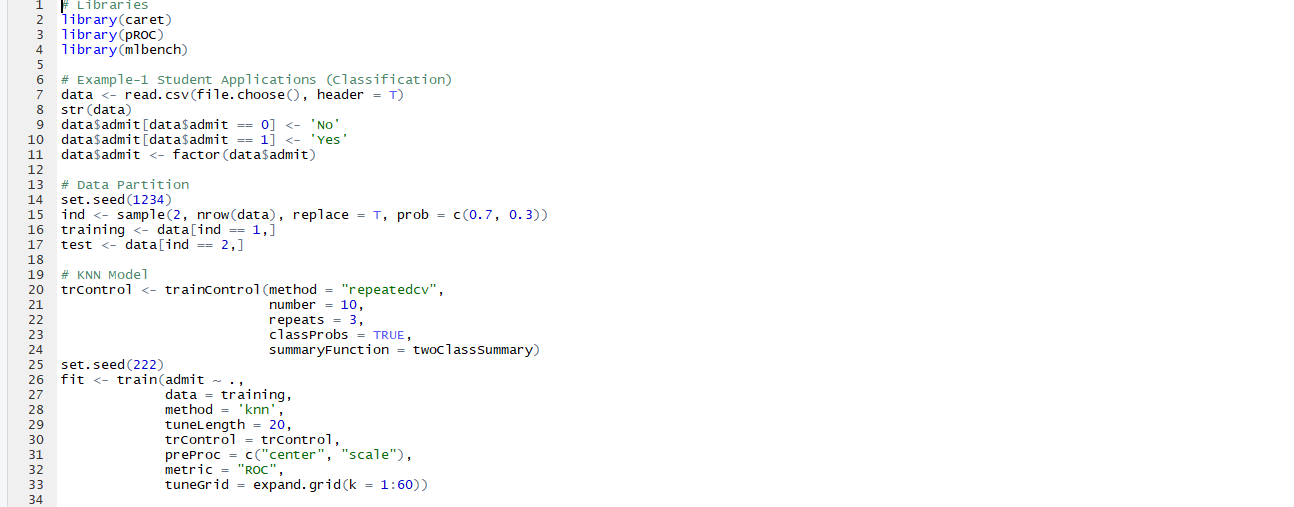 1 # Libraries
2 library(caret)
3 library(pROC)
4 library(mlbench)
5
6 # Example-1 Student Applications (Classification)
7 data <- read.csv(file.choose(), header = T)
8 str(data)
9 data$admit[data$admit == 0] <- 'No'
10 data$admit[data$admit == 1] <- 'Yes'
11 data$admit <- factor(data$admit)
12
13 # Data Partition
14 set.seed(1234)
15 ind <- sample(2, nrow(data), replace = T, prob = c(0.7, 0.3))
16 training <- data[ind == 1,]
17 test <- data[ind == 2,]
18
19 # KNN Model
20 trControl <- trainControl(method = "repeatedcv",
21                           number = 10,
22                           repeats = 3,
23                           classProbs = TRUE,
24                           summaryFunction = twoClassSummary)
25 set.seed(222)
26 fit <- train(admit ~ .,
27              data = training,
28              method = 'knn',
29              tuneLength = 20,
30              trControl = trControl,
31              preProc = c("center", "scale"),
32              metric = "ROC",
33              tuneGrid = expand.grid(k = 1:60))
34